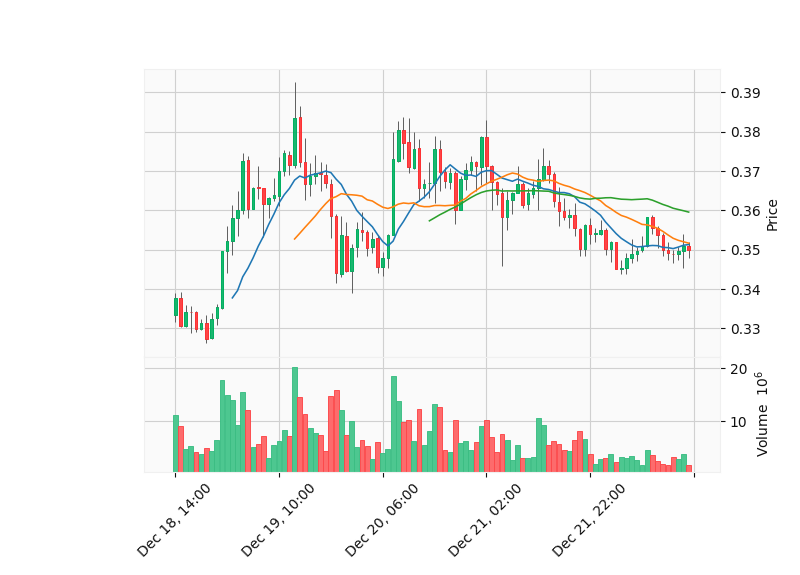 0.39
0.38
0.37
0.36
0.35
0.34
0.33
Price
20
10
Volume 10^6
Dec 18, 14:00
Dec 19, 10:00
Dec 20, 06:00
Dec 21, 02:00
Dec 21, 22:00